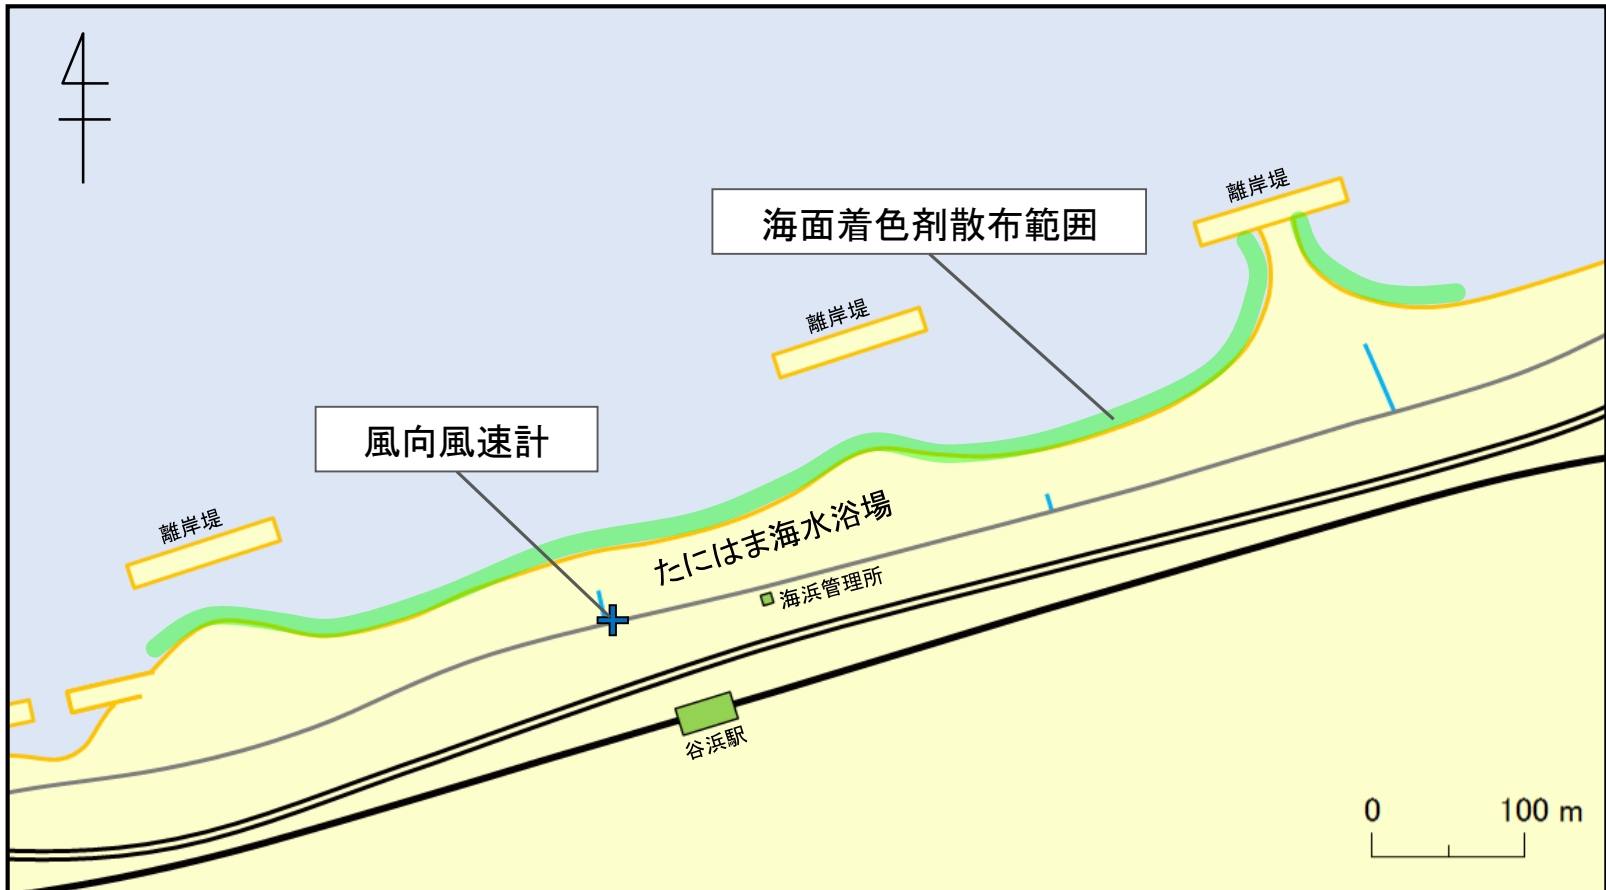 離岸堤
海面着色剤散布範囲
離岸堤
風向風速計
離岸堤
たにはま海水浴場
海浜管理所
谷浜駅
0 100 m